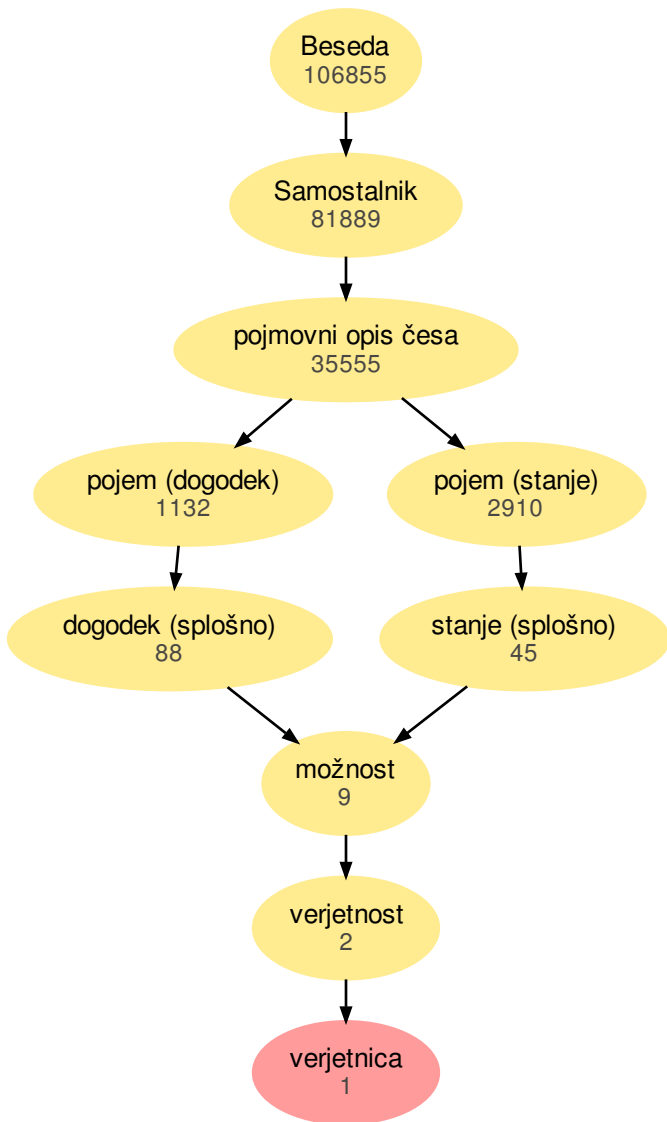 Beseda
106855
Samostalnik
81889
pojmovni opis česa
35555
pojem (dogodek)
1132
pojem (stanje)
2910
dogodek (splošno)
88
stanje (splošno)
45
možnost
9
verjetnost
2
verjetnica
1